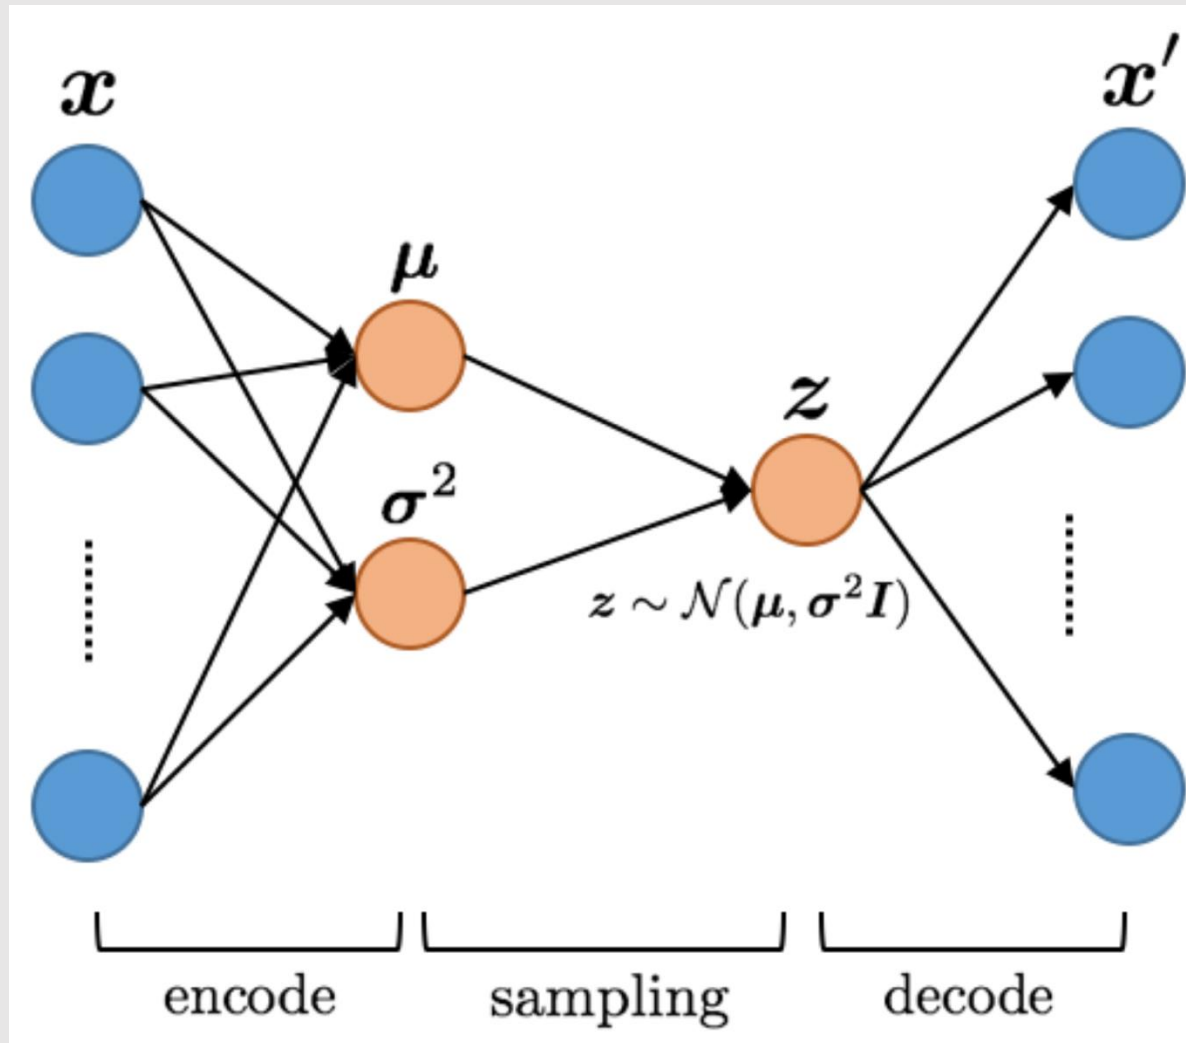 x
x′
μ
σ²
z
z ∼ 𝒩(μ, σ²I)
encode
sampling
decode